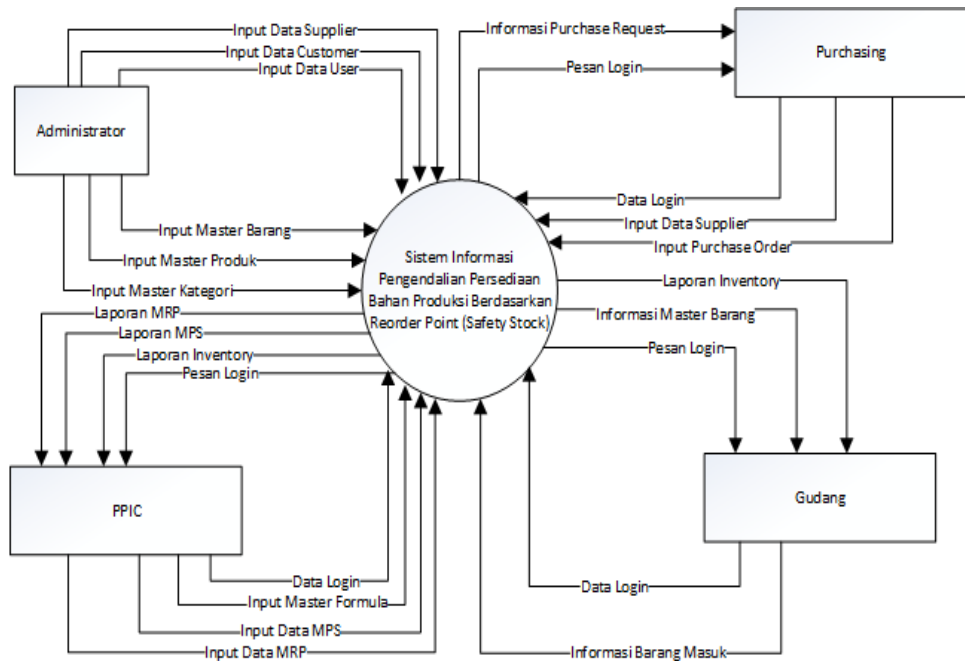 Input Data Supplier
Input Data Customer
Input Data User
Administrator
Input Master Barang
Input Master Produk
Input Master Kategori
Informasi Purchase Request
Pesan Login
Purchasing
Data Login
Input Data Supplier
Input Purchase Order
Sistem Informasi
Pengendalian Persediaan
Bahan Produksi Berdasarkan
Reorder Point (Safety Stock)
Laporan MRP
Laporan MPS
Laporan Inventory
Pesan Login
PPIC
Data Login
Input Master Formula
Input Data MPS
Input Data MRP
Laporan Inventory
Informasi Master Barang
Pesan Login
Gudang
Data Login
Informasi Barang Masuk